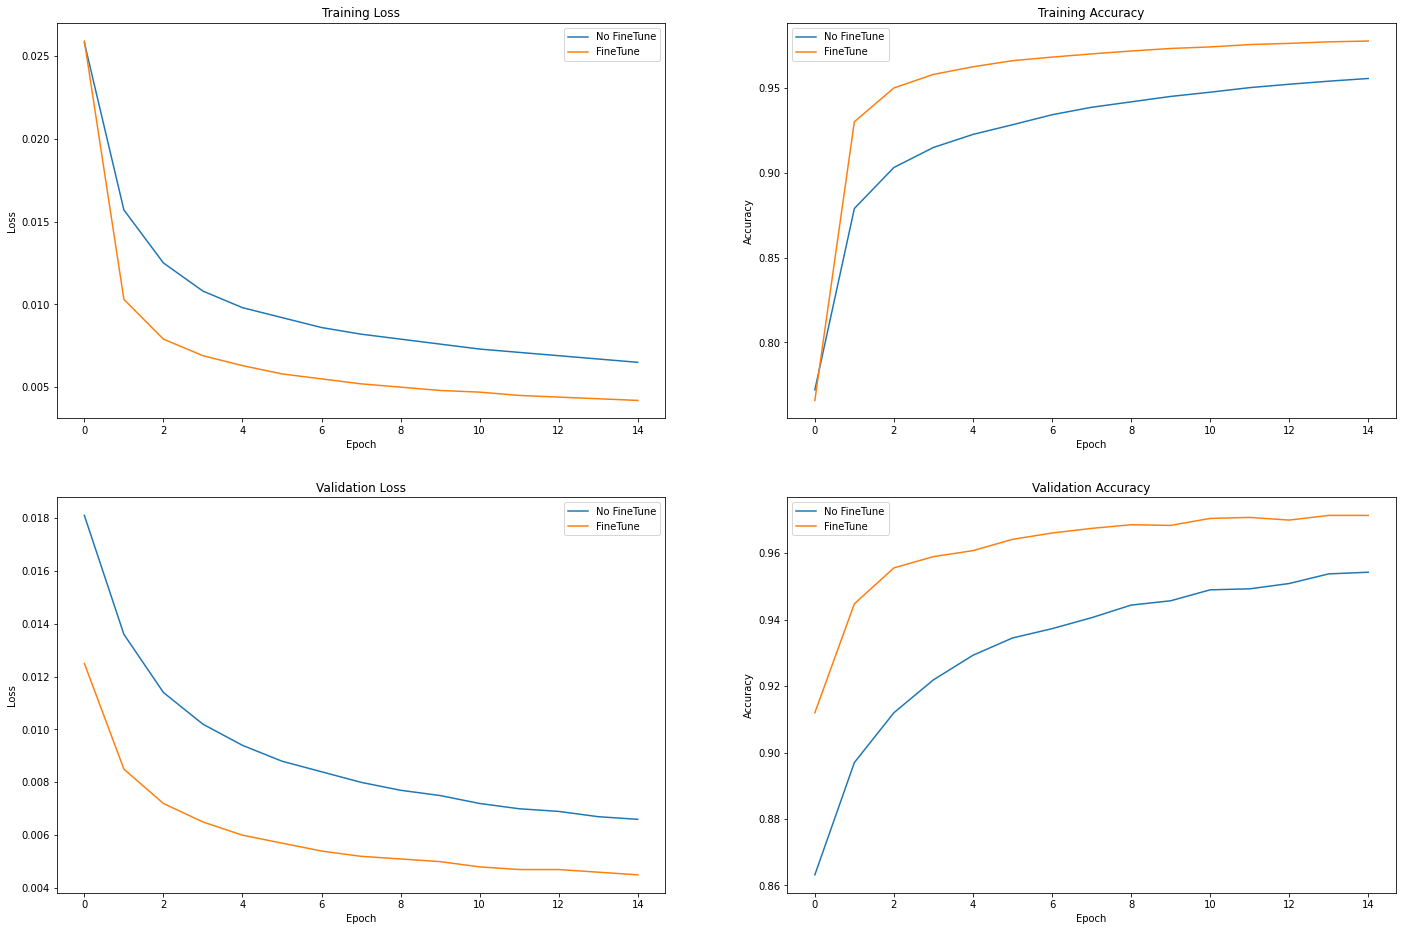 Training Loss
No FineTune
FineTune
0.025
0.020
0.015
0.010
0.005
Loss
0 2 4 6 8 10 12 14
Epoch
Training Accuracy
No FineTune
FineTune
0.95
0.90
0.85
0.80
Accuracy
0 2 4 6 8 10 12 14
Epoch
Validation Loss
No FineTune
FineTune
0.018
0.016
0.014
0.012
0.010
0.008
0.006
0.004
Loss
0 2 4 6 8 10 12 14
Epoch
Validation Accuracy
No FineTune
FineTune
0.96
0.94
0.92
0.90
0.88
0.86
Accuracy
0 2 4 6 8 10 12 14
Epoch